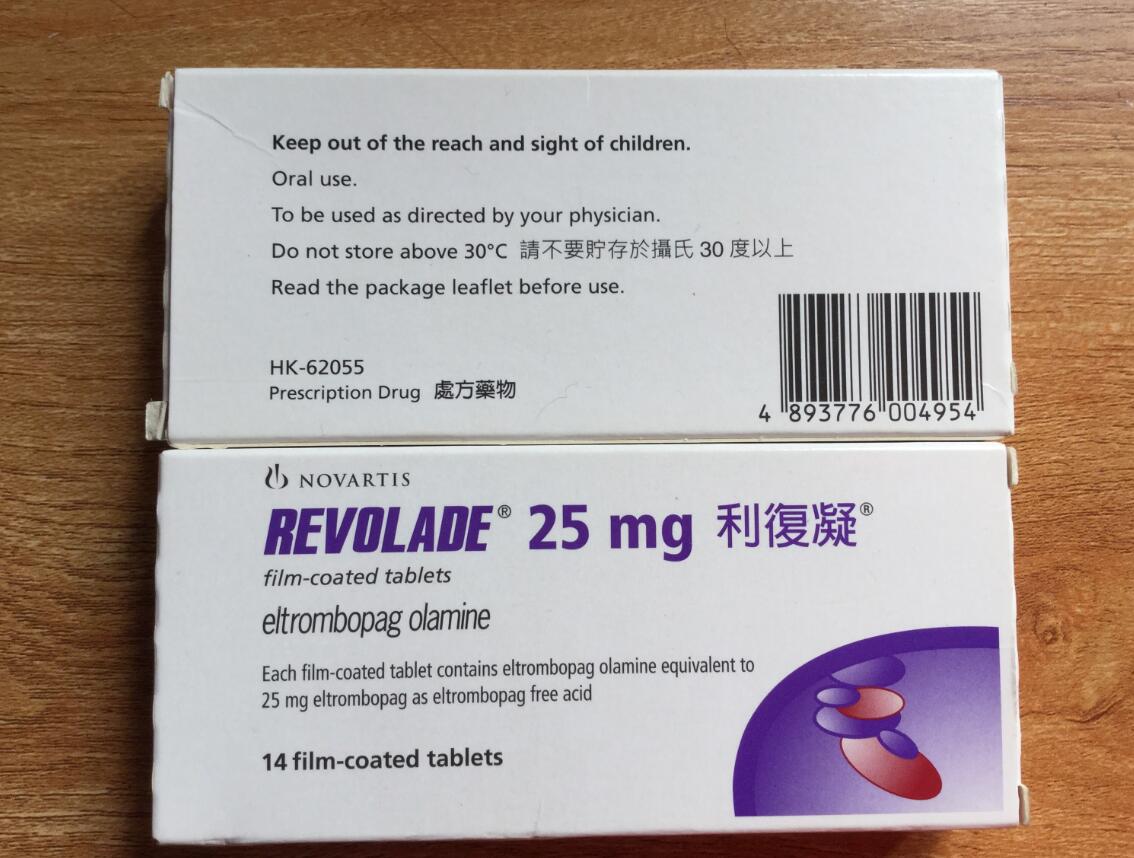 Keep out of the reach and sight of children.
Oral use.
To be used as directed by your physician.
Do not store above 30°C 請不要貯存於攝氏 30 度以上
Read the package leaflet before use.
HK-62055
Prescription Drug 處方藥物
4 893776 004954
NOVARTIS
REVOLADE® 25 mg 利復凝®
film-coated tablets
eltrombopag olamine
Each film-coated tablet contains eltrombopag olamine equivalent to
25 mg eltrombopag as eltrombopag free acid
14 film-coated tablets